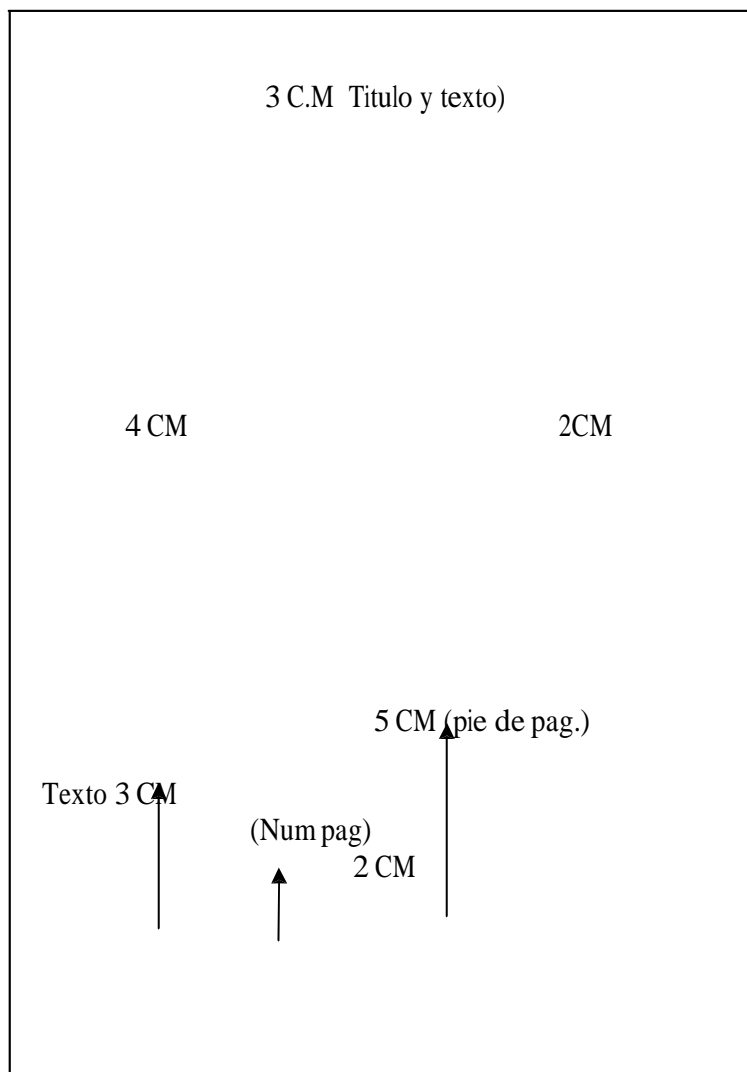 3 C.M Titulo y texto)
4 CM 2CM
5 CM (pie de pag.)
Texto 3 CM
(Num pag)
2 CM